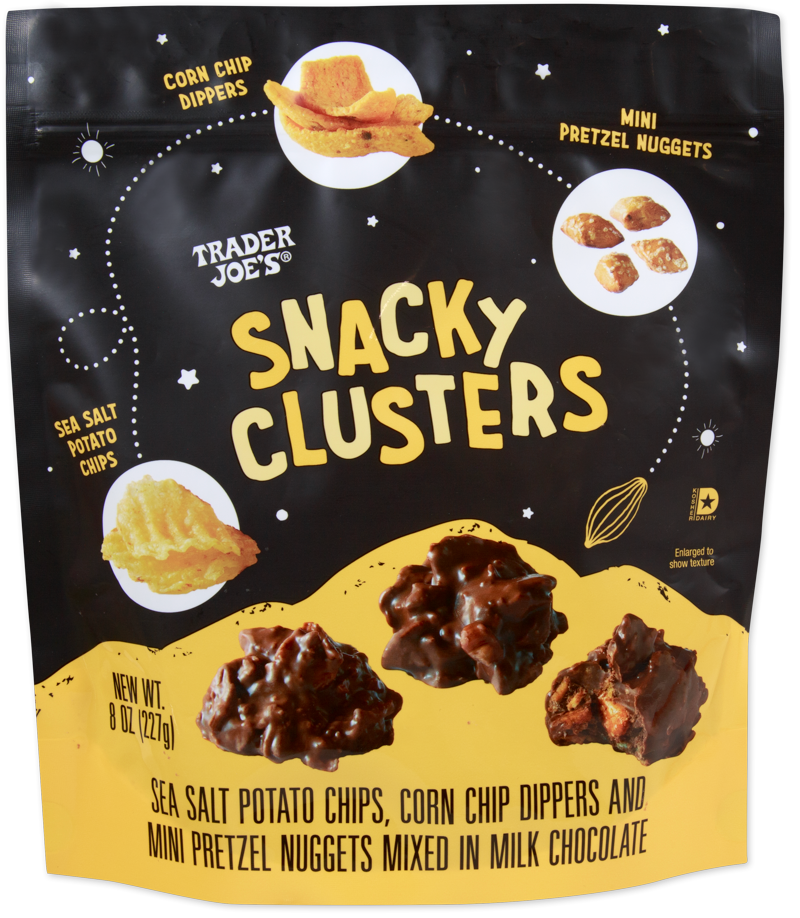 CORN CHIP
DIPPERS
MINI
PRETZEL NUGGETS
TRADER
JOE'S®
SNACKY
CLUSTERS
SEA SALT
POTATO
CHIPS
KOSHER
D
DAIRY
Enlarged to
show texture
NEW WT.
8 OZ (227g)
SEA SALT POTATO CHIPS, CORN CHIP DIPPERS AND
MINI PRETZEL NUGGETS MIXED IN MILK CHOCOLATE